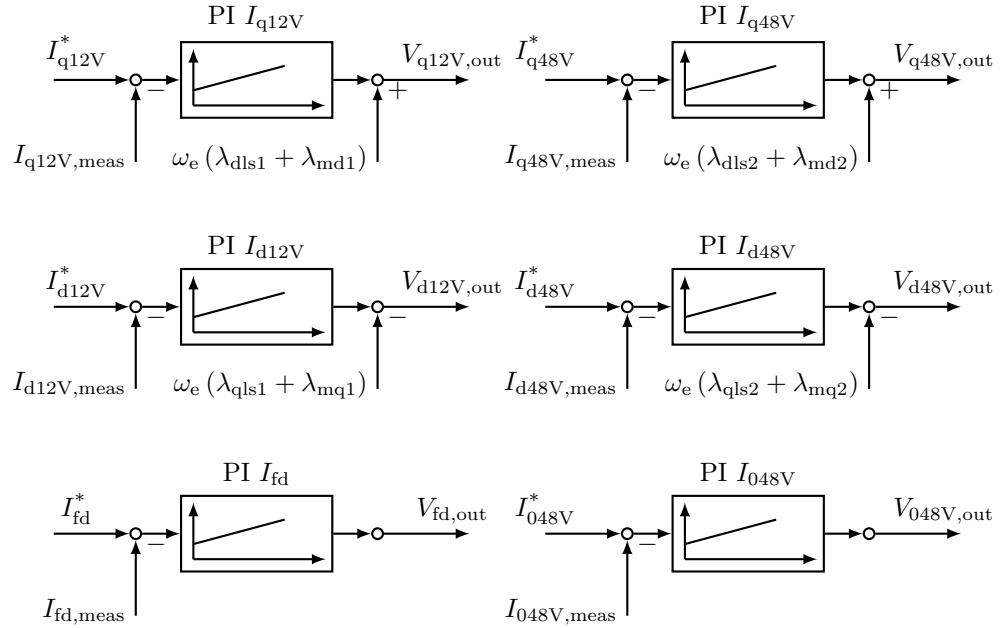 PI I_q12V
I*_q12V
−
V_q12V,out
+
I_q12V,meas
ω_e (λ_dls1 + λ_md1)
PI I_q48V
I*_q48V
−
V_q48V,out
+
I_q48V,meas
ω_e (λ_dls2 + λ_md2)
PI I_d12V
I*_d12V
−
V_d12V,out
−
I_d12V,meas
ω_e (λ_qls1 + λ_mq1)
PI I_d48V
I*_d48V
−
V_d48V,out
−
I_d48V,meas
ω_e (λ_qls2 + λ_mq2)
PI I_fd
I*_fd
−
V_fd,out
I_fd,meas
PI I_048V
I*_048V
−
V_048V,out
I_048V,meas